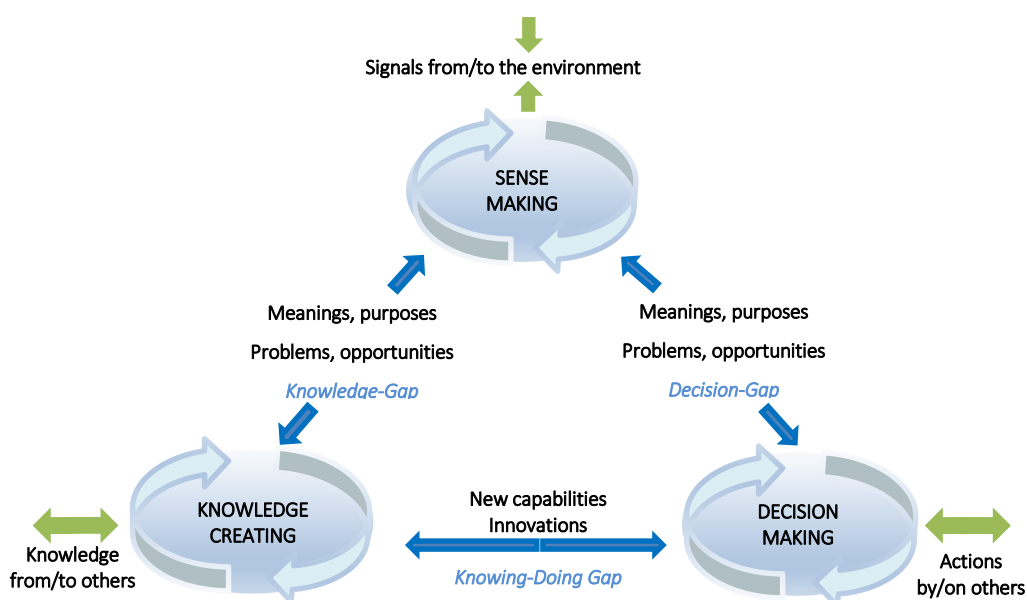 Signals from/to the environment
SENSE
MAKING
Meanings, purposes
Problems, opportunities
Knowledge-Gap
Meanings, purposes
Problems, opportunities
Decision-Gap
KNOWLEDGE
CREATING
New capabilities
Innovations
Knowing-Doing Gap
DECISION
MAKING
Knowledge
from/to others
Actions
by/on others